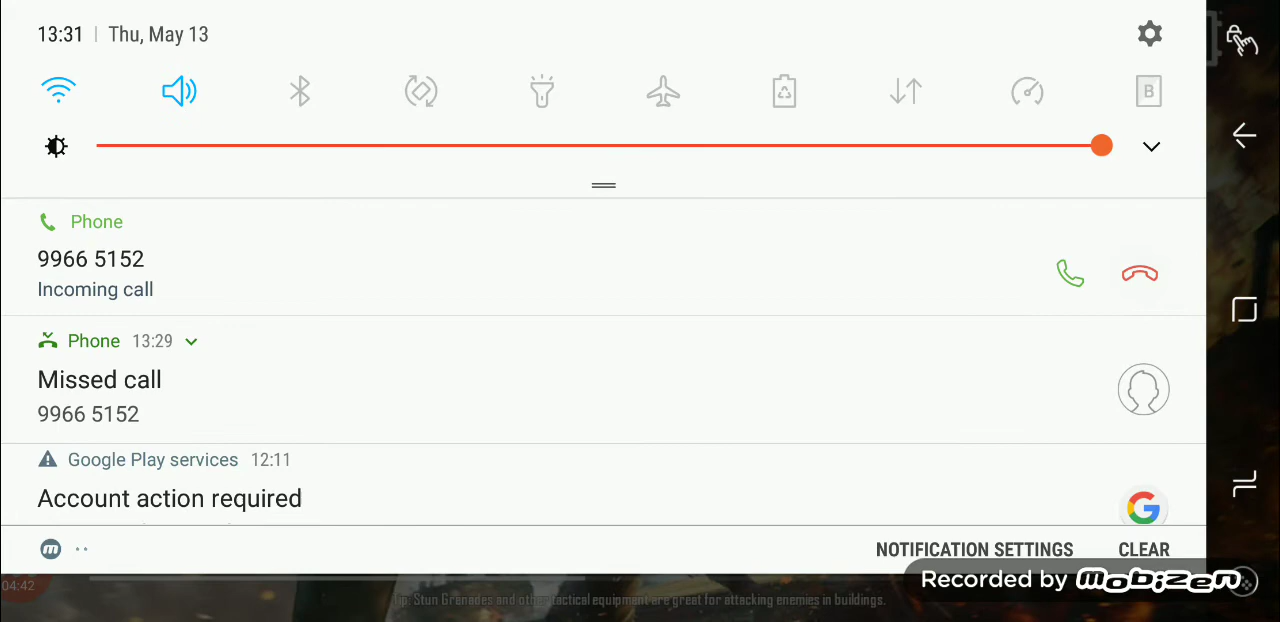 13:31 | Thu, May 13
B
Phone
9966 5152
Incoming call
Phone 13:29
Missed call
9966 5152
Google Play services 12:11
Account action required
NOTIFICATION SETTINGS CLEAR
Recorded by mobizen
04:42
Tip: Stun Grenades and other tactical equipment are great for attacking enemies in buildings.